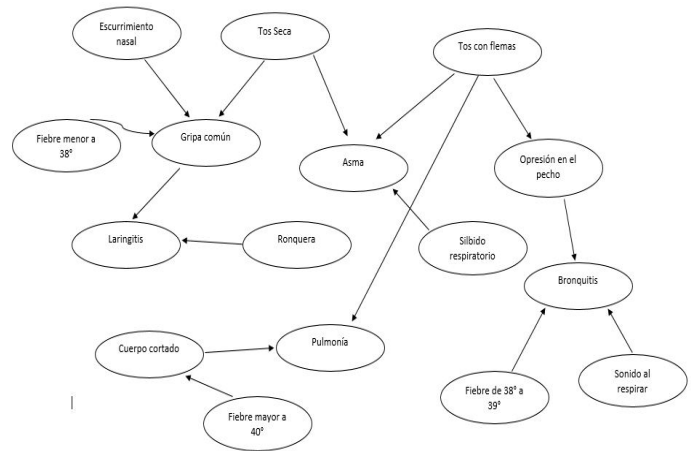 Escurrimiento
nasal
Tos Seca
Tos con flemas
Fiebre menor a
38°
Gripa común
Asma
Opresión en el
pecho
Laringitis
Ronquera
Silbido
respiratorio
Bronquitis
Cuerpo cortado
Pulmonía
Fiebre de 38° a
39°
Sonido al
respirar
Fiebre mayor a
40°